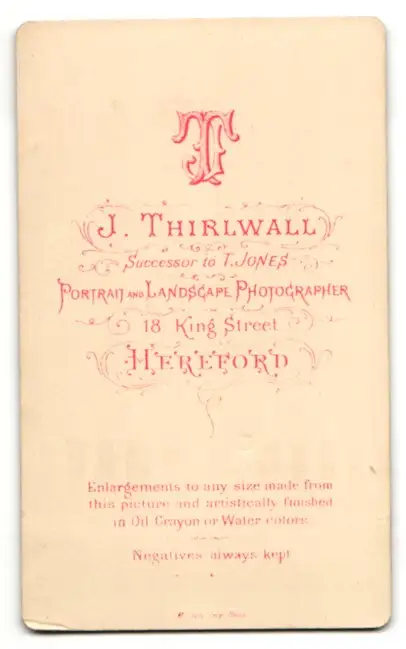 JT
J. THIRLWALL
Successor to T. JONES
PORTRAIT AND LANDSCAPE PHOTOGRAPHER
18 King Street
HEREFORD
Enlargements to any size made from
this picture and artistically finished
in Oil Crayon or Water colors.
Negatives always kept